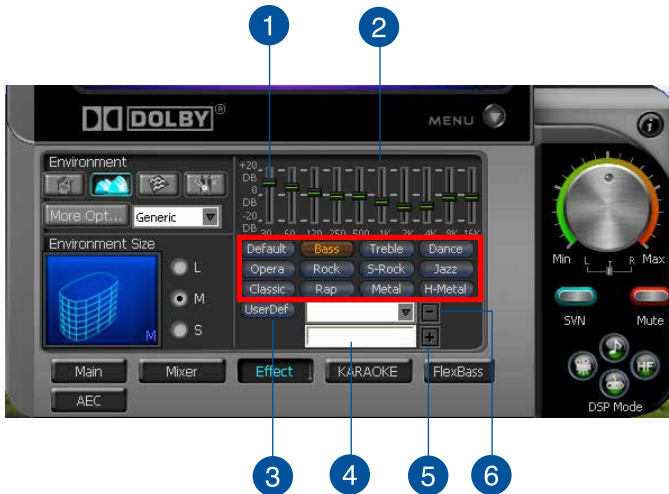 1 2
DOLBY®
MENU
i
Environment
More Opt... Generic
+20
DB
0
DB
-20
DB 30 60 120 250 500 1K 2K 4K 8K 16K
Environment Size
L
M
S
M
Default Bass Treble Dance
Opera Rock S-Rock Jazz
Classic Rap Metal H-Metal
UserDef
-
+
Min L R Max
SVN Mute
HF
DSP Mode
Main Mixer Effect KARAOKE FlexBass
AEC
3 4 5 6